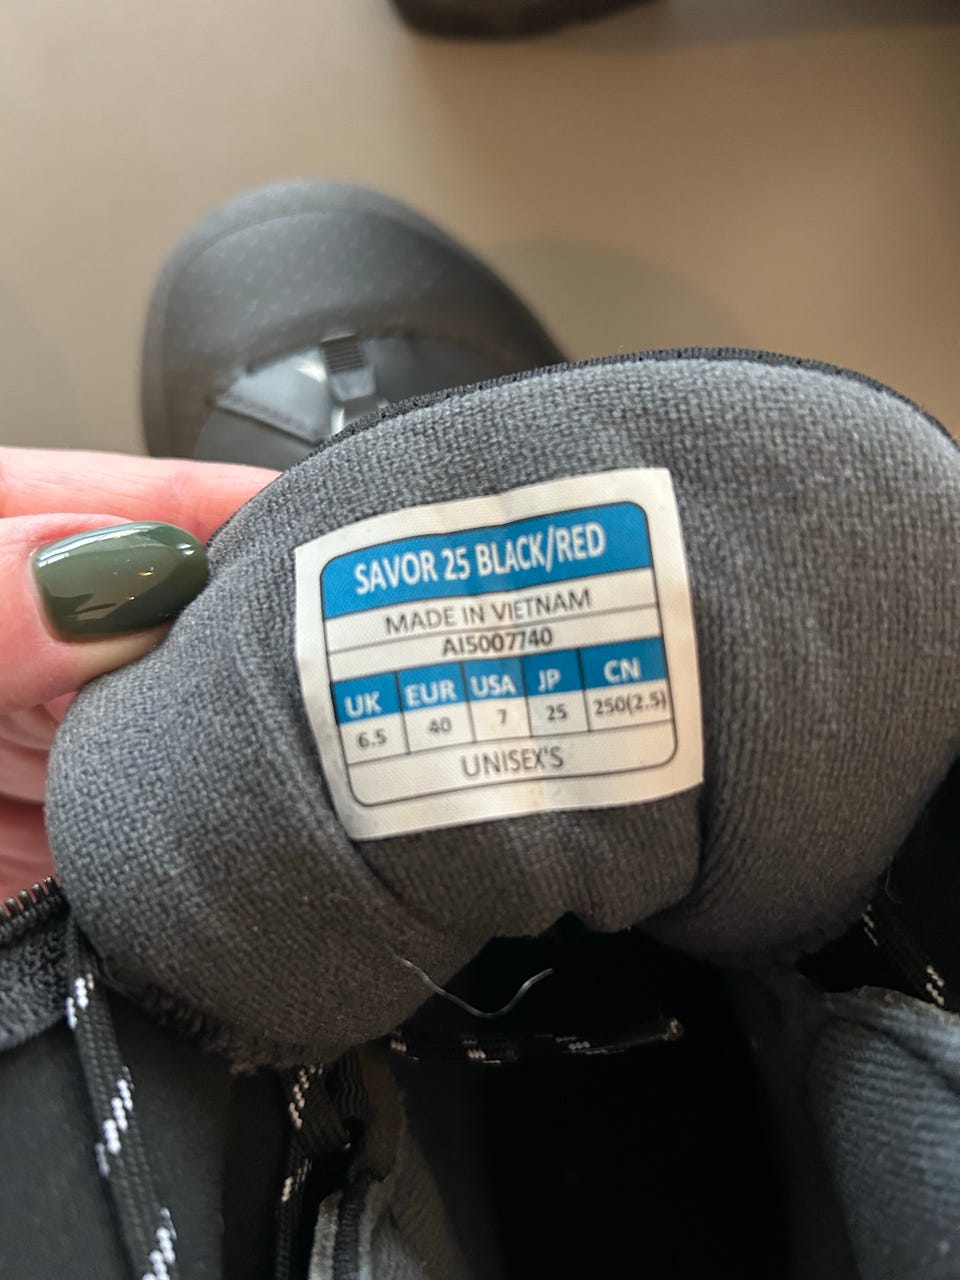 SAVOR 25 BLACK/RED
MADE IN VIETNAM
AI5007740
UK EUR USA JP CN
6.5 40 7 25 250(2.5)
UNISEX'S